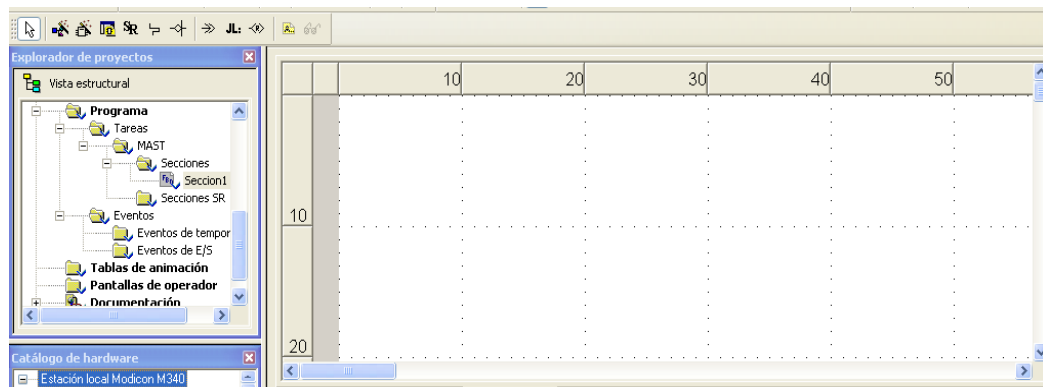 SR JL:
Explorador de proyectos
Vista estructural
Programa
Tareas
MAST
Secciones
Seccion1
Secciones SR
Eventos
Eventos de tempor
Eventos de E/S
Tablas de animación
Pantallas de operador
Documentación
Catálogo de hardware
Estación local Modicon M340
10 20 30 40 50
10
20